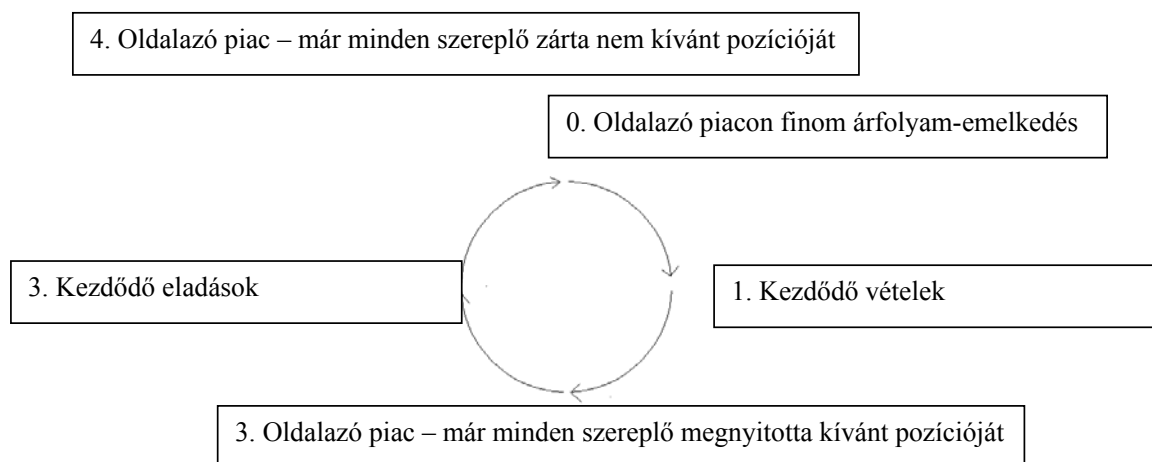 4. Oldalazó piac – már minden szereplő zárta nem kívánt pozícióját
0. Oldalazó piacon finom árfolyam-emelkedés
3. Kezdődő eladások
1. Kezdődő vételek
3. Oldalazó piac – már minden szereplő megnyitotta kívánt pozícióját